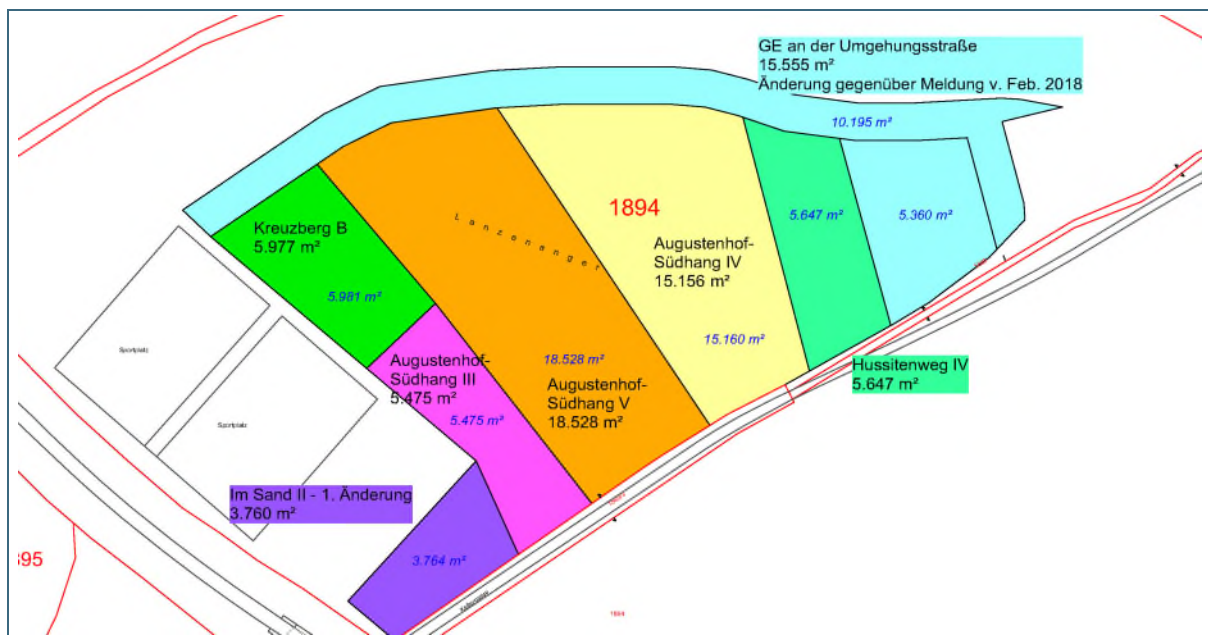 GE an der Umgehungsstraße
15.555 m²
Änderung gegenüber Meldung v. Feb. 2018
10.195 m²
1894
5.647 m²
5.360 m²
Kreuzberg B
5.977 m²
5.981 m²
Lanzenanger
Augustenhof-
Südhang IV
15.156 m²
15.160 m²
Sportplatz
Augustenhof-
Südhang III
5.475 m²
5.475 m²
18.528 m²
Augustenhof-
Südhang V
18.528 m²
Hussitenweg IV
5.647 m²
Sportplatz
Im Sand II - 1. Änderung
3.760 m²
3.764 m²
395
1894